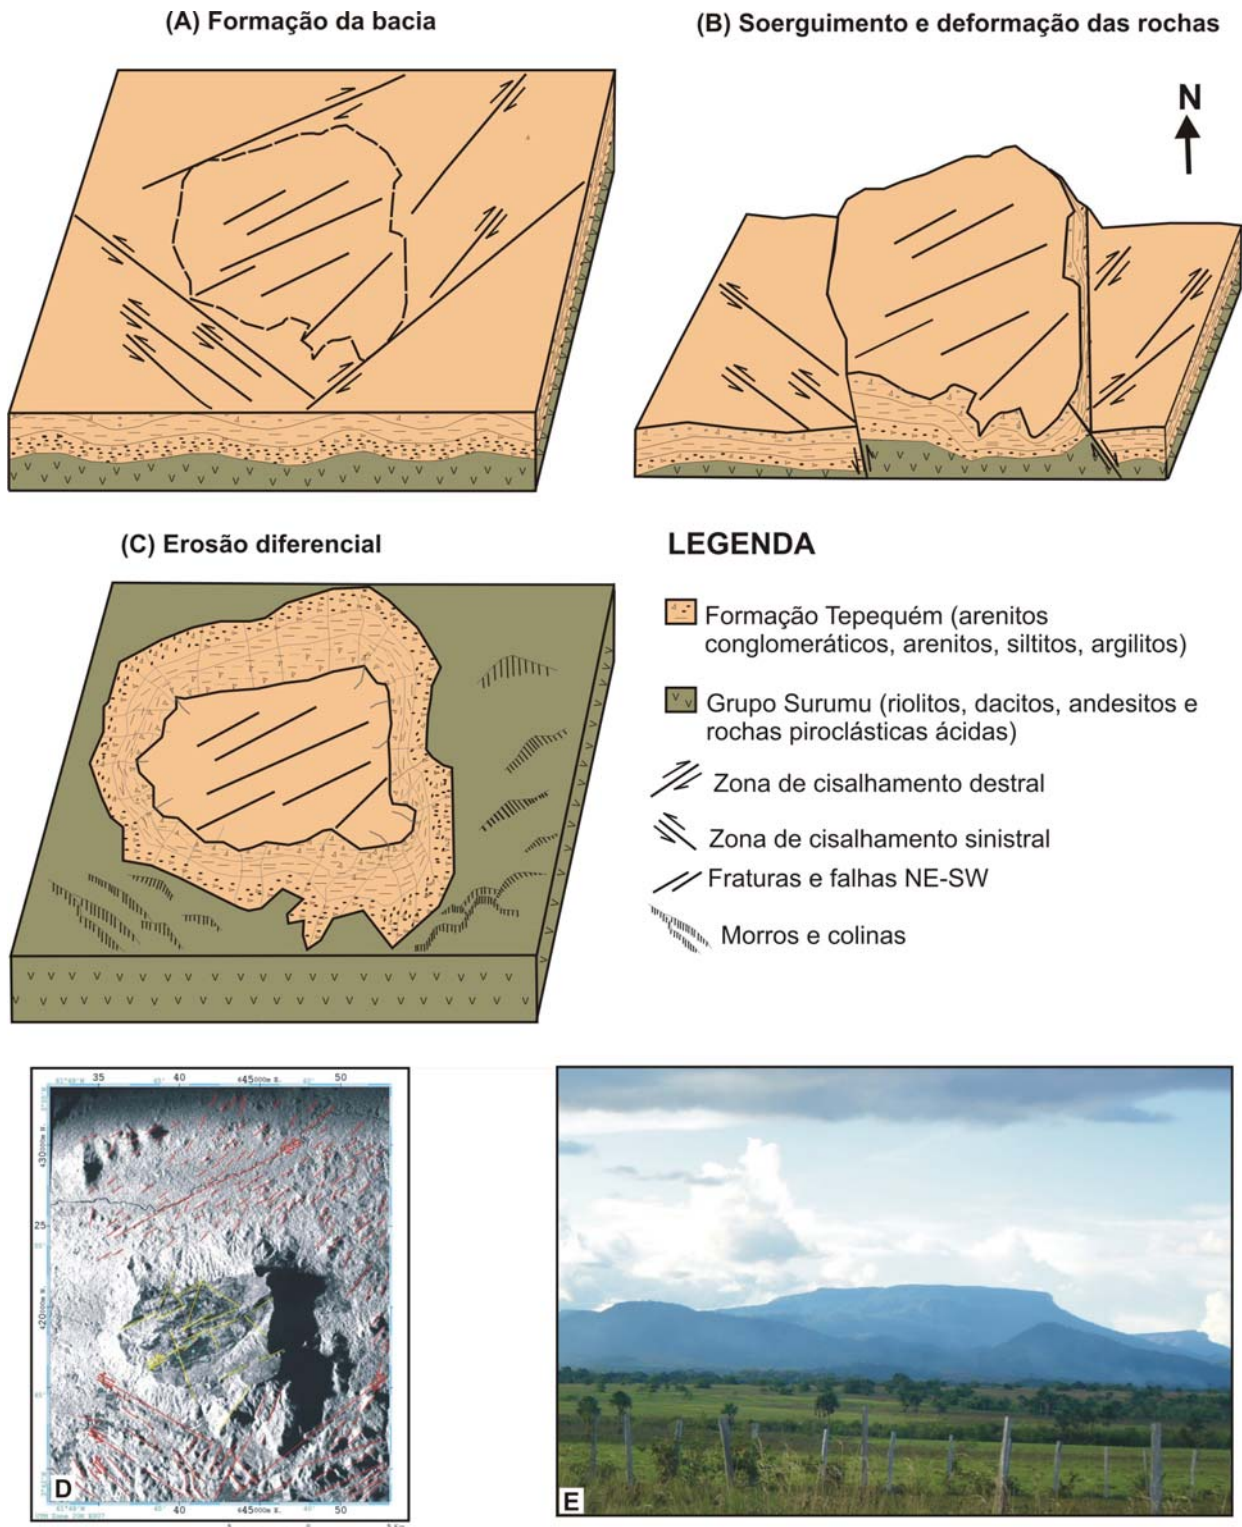 (A) Formação da bacia
(B) Soerguimento e deformação das rochas
N
(C) Erosão diferencial
LEGENDA
Formação Tepequém (arenitos
conglomeráticos, arenitos, siltitos, argilitos)
Grupo Surumu (riolitos, dacitos, andesitos e
rochas piroclásticas ácidas)
Zona de cisalhamento destral
Zona de cisalhamento sinistral
Fraturas e falhas NE-SW
Morros e colinas
35 40 645000m E. 50
25
D
40 645000m E. 50
E